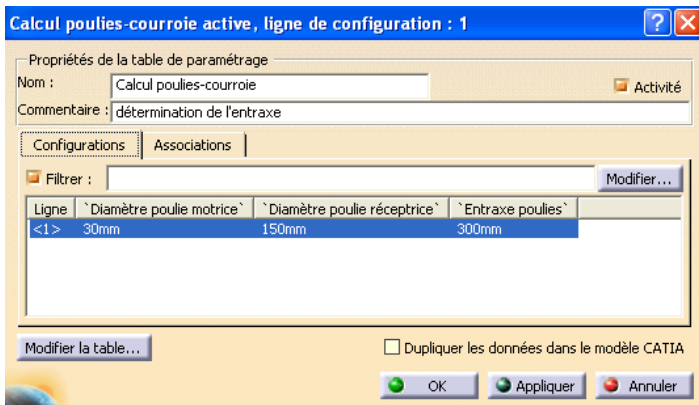 Calcul poulies-courroie active, ligne de configuration : 1
Propriétés de la table de paramétrage
Nom : Calcul poulies-courroie Activité
Commentaire : détermination de l'entraxe
Configurations Associations
Filtrer : Modifier...
Ligne `Diamètre poulie motrice` `Diamètre poulie réceptrice` `Entraxe poulies`
<1> 30mm 150mm 300mm
Modifier la table... Dupliquer les données dans le modèle CATIA
OK Appliquer Annuler